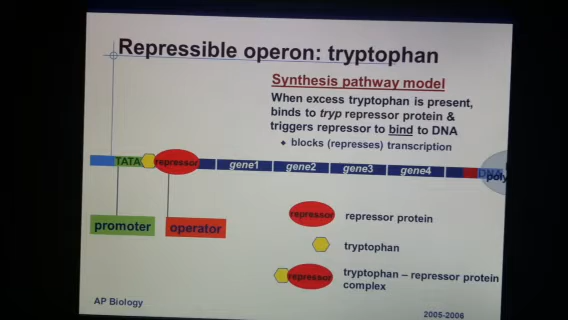 Repressible operon: tryptophan
Synthesis pathway model
When excess tryptophan is present,
binds to tryp repressor protein &
triggers repressor to bind to DNA
blocks (represses) transcription
TATA repressor gene1 gene2 gene3 gene4
promoter operator
repressor repressor protein
tryptophan
repressor tryptophan – repressor protein
complex
AP Biology 2005-2006